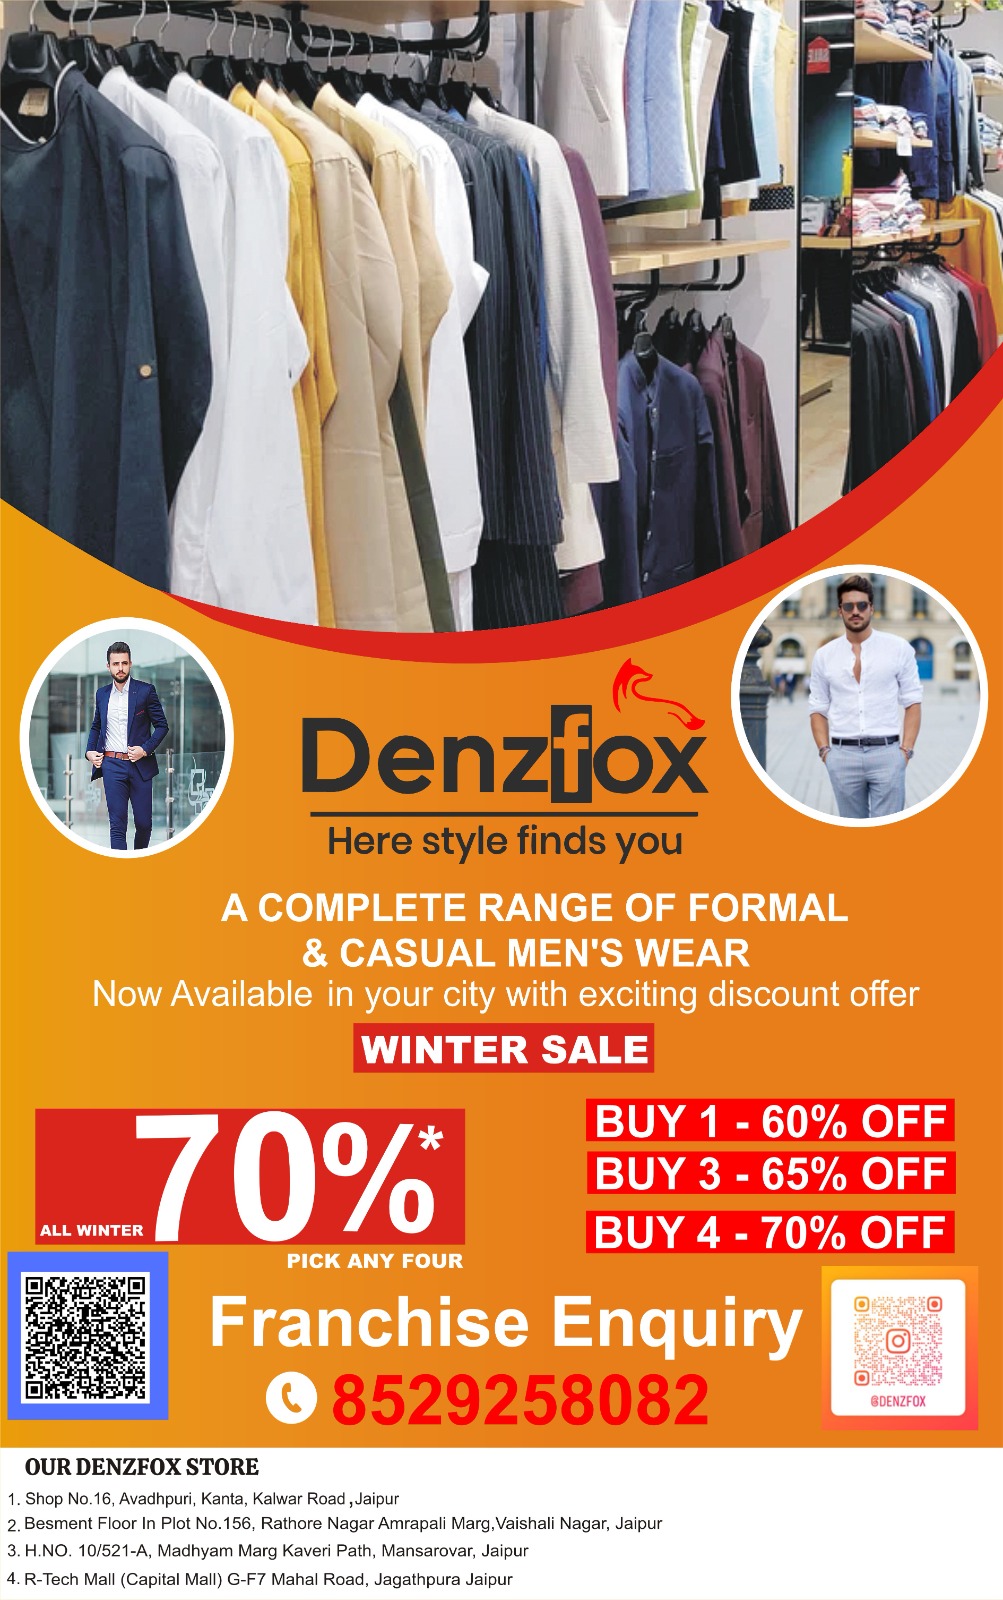 Denzfox
Here style finds you
A COMPLETE RANGE OF FORMAL
& CASUAL MEN'S WEAR
Now Available in your city with exciting discount offer
WINTER SALE
ALL WINTER 70%*
PICK ANY FOUR
BUY 1 - 60% OFF
BUY 3 - 65% OFF
BUY 4 - 70% OFF
Franchise Enquiry
8529258082
@DENZFOX
OUR DENZFOX STORE
1. Shop No.16, Avadhpuri, Kanta, Kalwar Road ,Jaipur
2. Besment Floor In Plot No.156, Rathore Nagar Amrapali Marg,Vaishali Nagar, Jaipur
3. H.NO. 10/521-A, Madhyam Marg Kaveri Path, Mansarovar, Jaipur
4. R-Tech Mall (Capital Mall) G-F7 Mahal Road, Jagathpura Jaipur